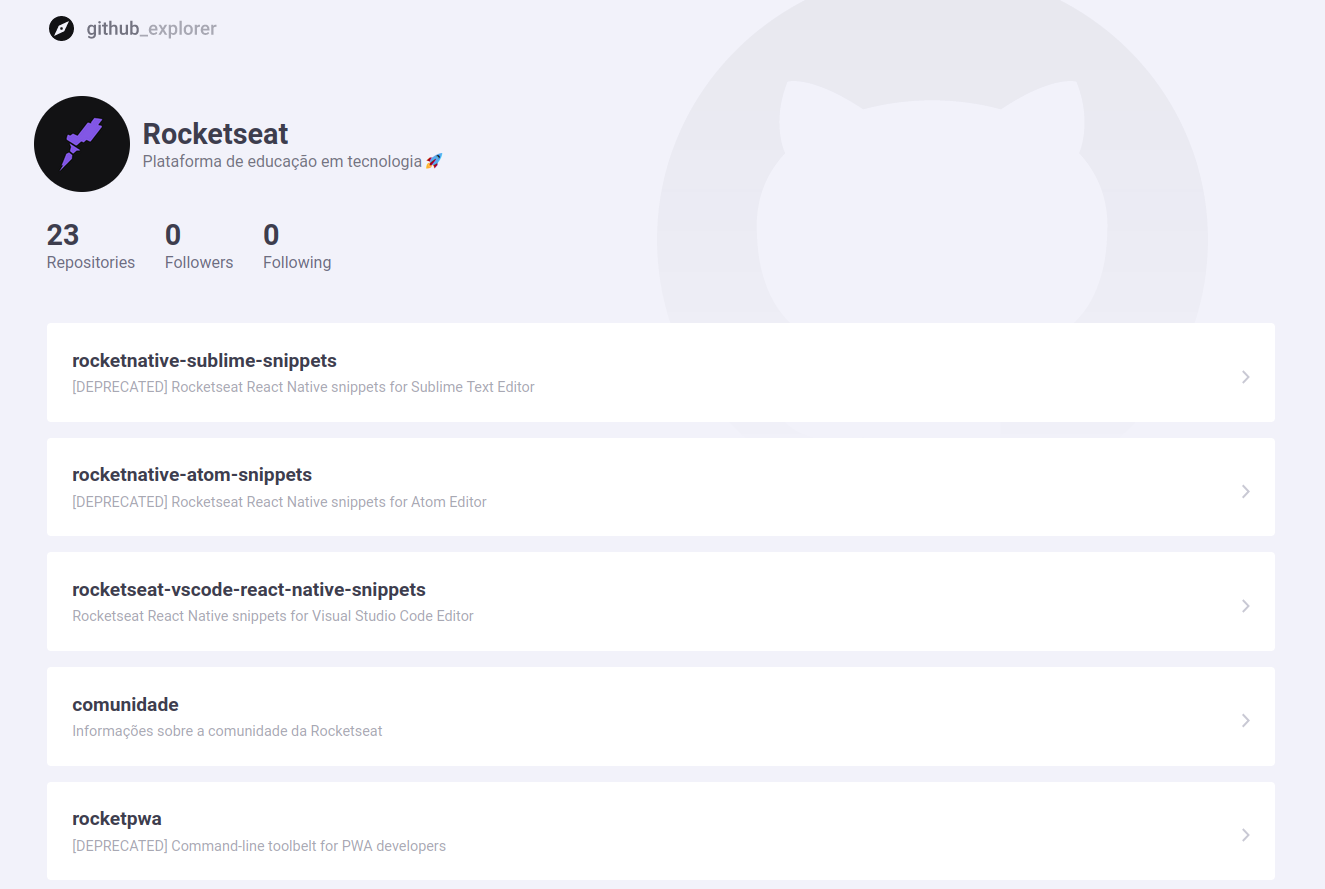 github_explorer
Rocketseat
Plataforma de educação em tecnologia 🚀
23 0 0
Repositories Followers Following
rocketnative-sublime-snippets
[DEPRECATED] Rocketseat React Native snippets for Sublime Text Editor
rocketnative-atom-snippets
[DEPRECATED] Rocketseat React Native snippets for Atom Editor
rocketseat-vscode-react-native-snippets
Rocketseat React Native snippets for Visual Studio Code Editor
comunidade
Informações sobre a comunidade da Rocketseat
rocketpwa
[DEPRECATED] Command-line toolbelt for PWA developers